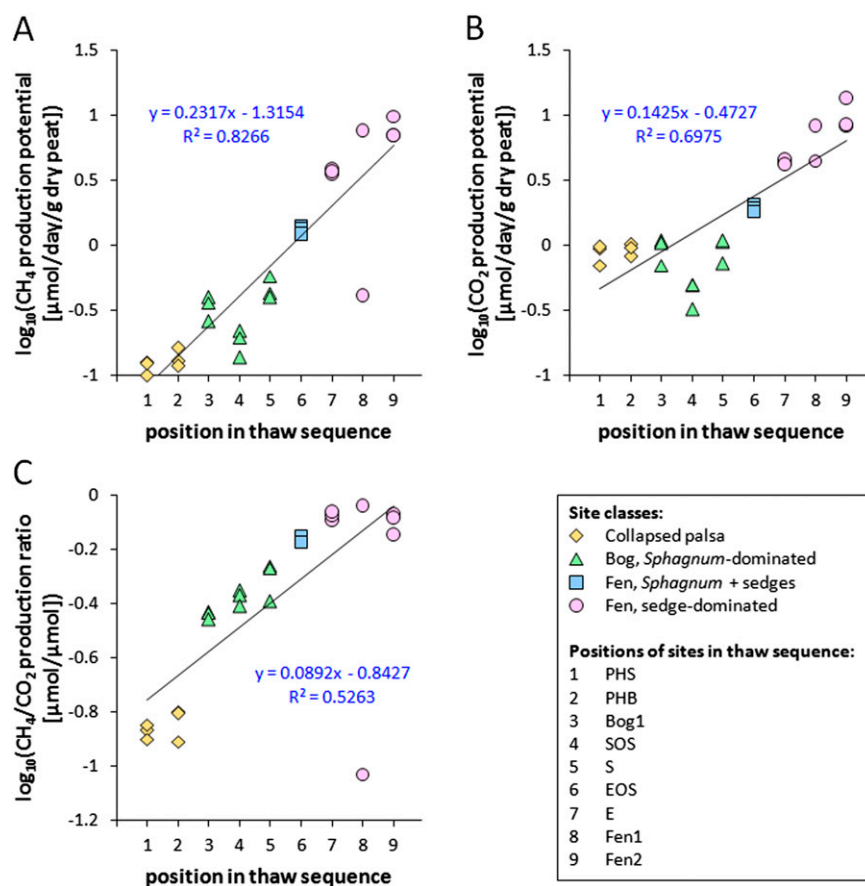 A
log₁₀(CH₄ production potential
[µmol/day/g dry peat])
1.5
1
0.5
0
-0.5
-1
y = 0.2317x - 1.3154
R² = 0.8266
1 2 3 4 5 6 7 8 9
position in thaw sequence
B
log₁₀(CO₂ production potential
[µmol/day/g dry peat])
1.5
1
0.5
0
-0.5
-1
y = 0.1425x - 0.4727
R² = 0.6975
1 2 3 4 5 6 7 8 9
position in thaw sequence
C
log₁₀(CH₄/CO₂ production ratio
[µmol/µmol])
0
-0.2
-0.4
-0.6
-0.8
-1
-1.2
y = 0.0892x - 0.8427
R² = 0.5263
1 2 3 4 5 6 7 8 9
position in thaw sequence
Site classes:
Collapsed palsa
Bog, Sphagnum-dominated
Fen, Sphagnum + sedges
Fen, sedge-dominated
Positions of sites in thaw sequence:
1 PHS
2 PHB
3 Bog1
4 SOS
5 S
6 EOS
7 E
8 Fen1
9 Fen2